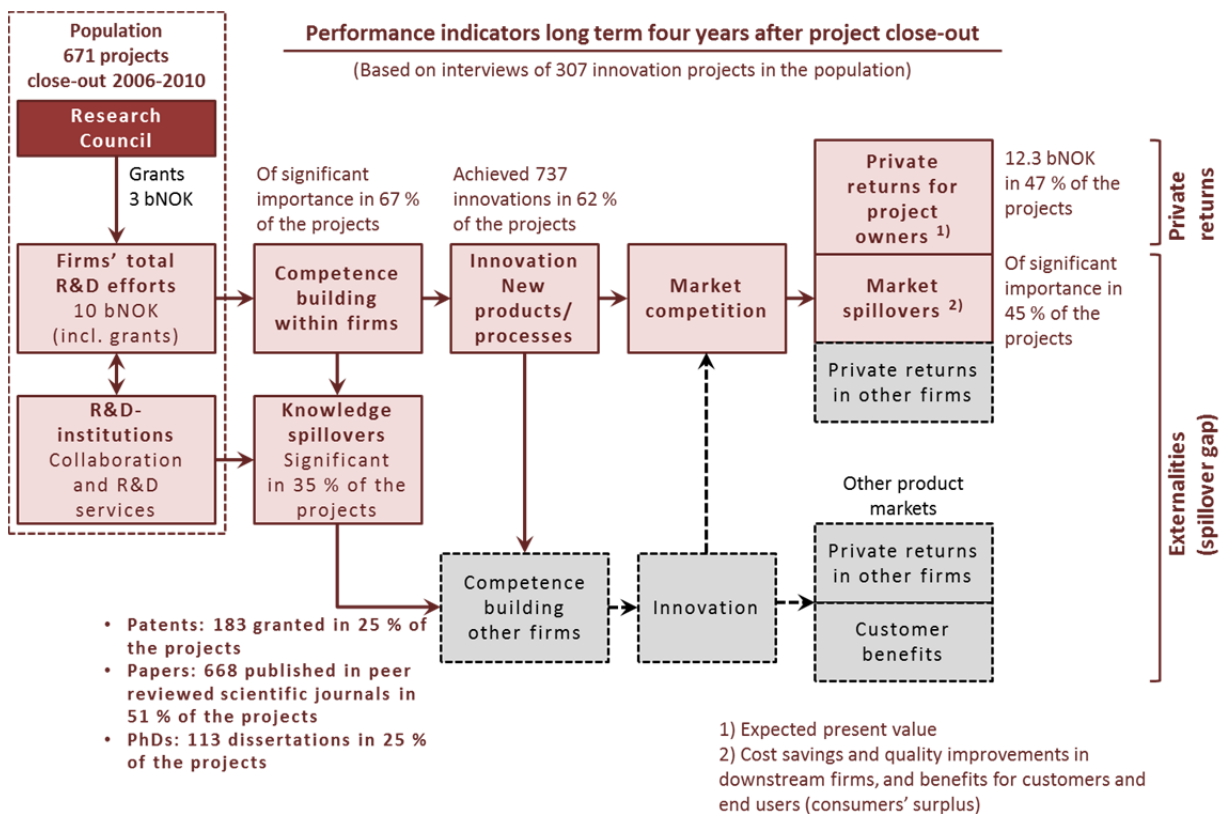 Population
671 projects
close-out 2006-2010
Performance indicators long term four years after project close-out
(Based on interviews of 307 innovation projects in the population)
Research
Council
Grants
3 bNOK
Of significant
importance in 67 %
of the projects
Achieved 737
innovations in 62 %
of the projects
Private
returns for
project
owners 1)
12.3 bNOK
in 47 % of the
projects
Private
returns
Firms' total
R&D efforts
10 bNOK
(incl. grants)
Competence
building
within firms
Innovation
New
products/
processes
Market
competition
Market
spillovers 2)
Of significant
importance in
45 % of the
projects
Private returns
in other firms
R&D-
institutions
Collaboration
and R&D
services
Knowledge
spillovers
Significant
in 35 % of the
projects
Externalities
(spillover gap)
Other product
markets
Competence
building
other firms
Innovation
Private returns
in other firms
Customer
benefits
• Patents: 183 granted in 25 % of
the projects
• Papers: 668 published in peer
reviewed scientific journals in
51 % of the projects
• PhDs: 113 dissertations in 25 %
of the projects
1) Expected present value
2) Cost savings and quality improvements in
downstream firms, and benefits for customers and
end users (consumers' surplus)